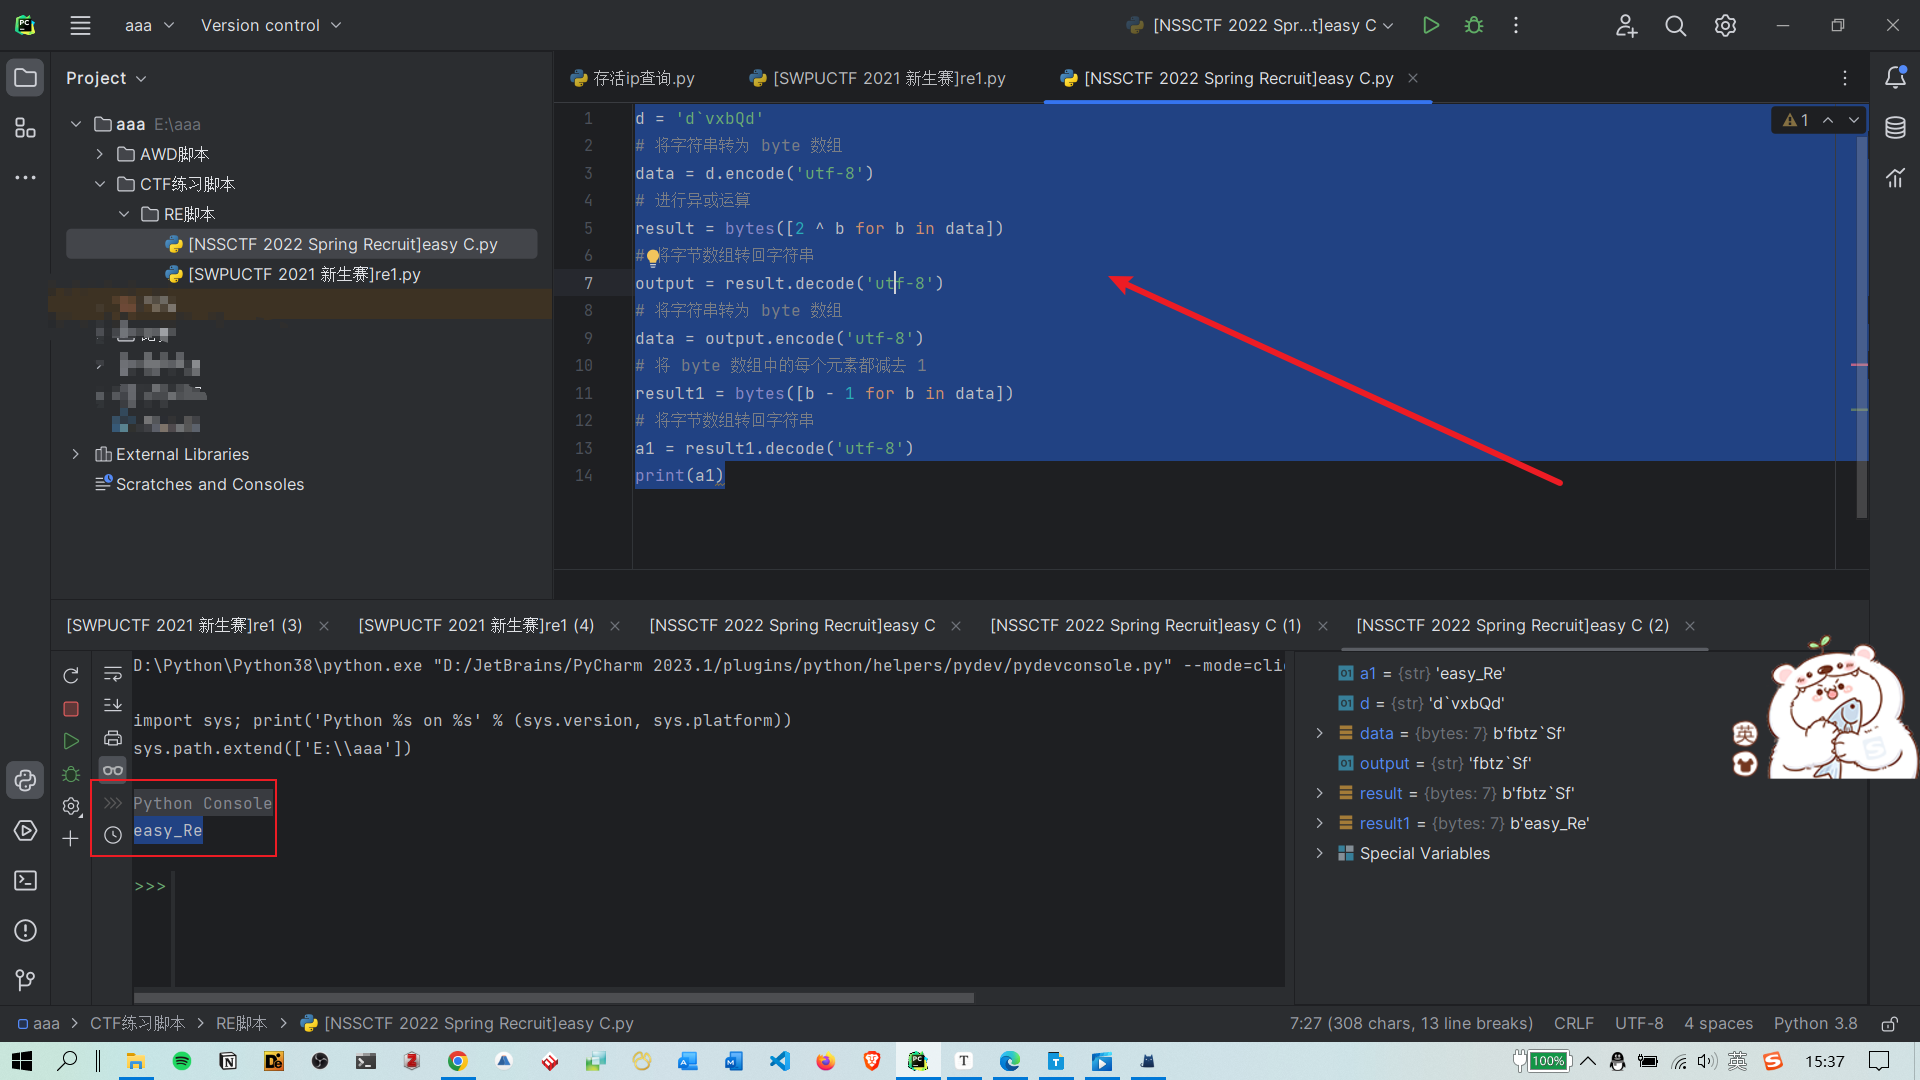 aaa
Version control
[NSSCTF 2022 Spr...t]easy C
Project
存活ip查询.py
[SWPUCTF 2021 新生赛]re1.py
[NSSCTF 2022 Spring Recruit]easy C.py
aaa E:\aaa
AWD脚本
CTF练习脚本
RE脚本
[NSSCTF 2022 Spring Recruit]easy C.py
[SWPUCTF 2021 新生赛]re1.py
External Libraries
Scratches and Consoles
1
1 d = 'd`vxbQd'
2 # 将字符串转为 byte 数组
3 data = d.encode('utf-8')
4 # 进行异或运算
5 result = bytes([2 ^ b for b in data])
6 # 将字节数组转回字符串
7 output = result.decode('utf-8')
8 # 将字符串转为 byte 数组
9 data = output.encode('utf-8')
10 # 将 byte 数组中的每个元素都减去 1
11 result1 = bytes([b - 1 for b in data])
12 # 将字节数组转回字符串
13 a1 = result1.decode('utf-8')
14 print(a1)
[SWPUCTF 2021 新生赛]re1 (3)
[SWPUCTF 2021 新生赛]re1 (4)
[NSSCTF 2022 Spring Recruit]easy C
[NSSCTF 2022 Spring Recruit]easy C (1)
[NSSCTF 2022 Spring Recruit]easy C (2)
D:\Python\Python38\python.exe "D:/JetBrains/PyCharm 2023.1/plugins/python/helpers/pydev/pydevconsole.py" --mode=clie
import sys; print('Python %s on %s' % (sys.version, sys.platform))
sys.path.extend(['E:\\aaa'])
Python Console
easy_Re
>>>
a1 = {str} 'easy_Re'
d = {str} 'd`vxbQd'
data = {bytes: 7} b'fbtz`Sf'
output = {str} 'fbtz`Sf'
result = {bytes: 7} b'fbtz`Sf'
result1 = {bytes: 7} b'easy_Re'
Special Variables
英
aaa > CTF练习脚本 > RE脚本 > [NSSCTF 2022 Spring Recruit]easy C.py
7:27 (308 chars, 13 line breaks) CRLF UTF-8 4 spaces Python 3.8
100%
英
15:37